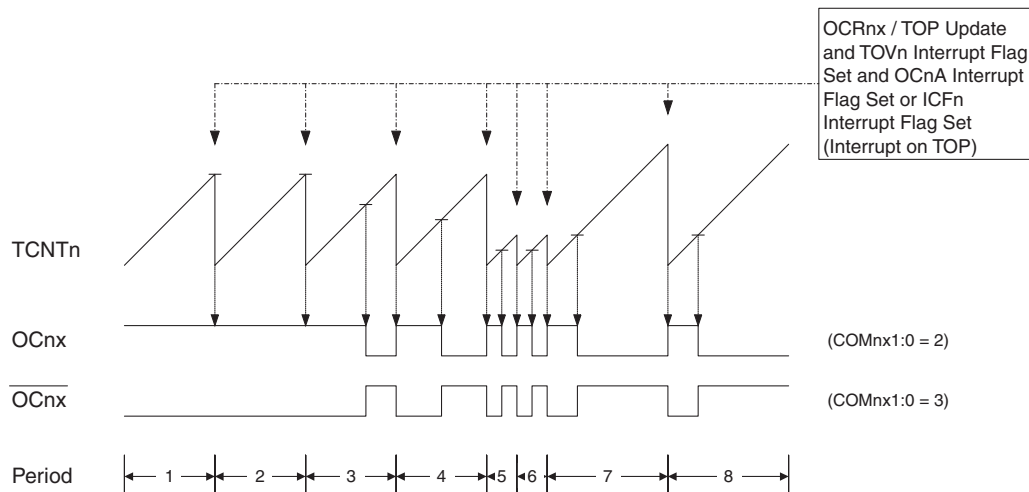 OCRnx / TOP Update
and TOVn Interrupt Flag
Set and OCnA Interrupt
Flag Set or ICFn
Interrupt Flag Set
(Interrupt on TOP)
TCNTn
OCnx
(COMnx1:0 = 2)
OCnx
(COMnx1:0 = 3)
Period
1 2 3 4 5 6 7 8